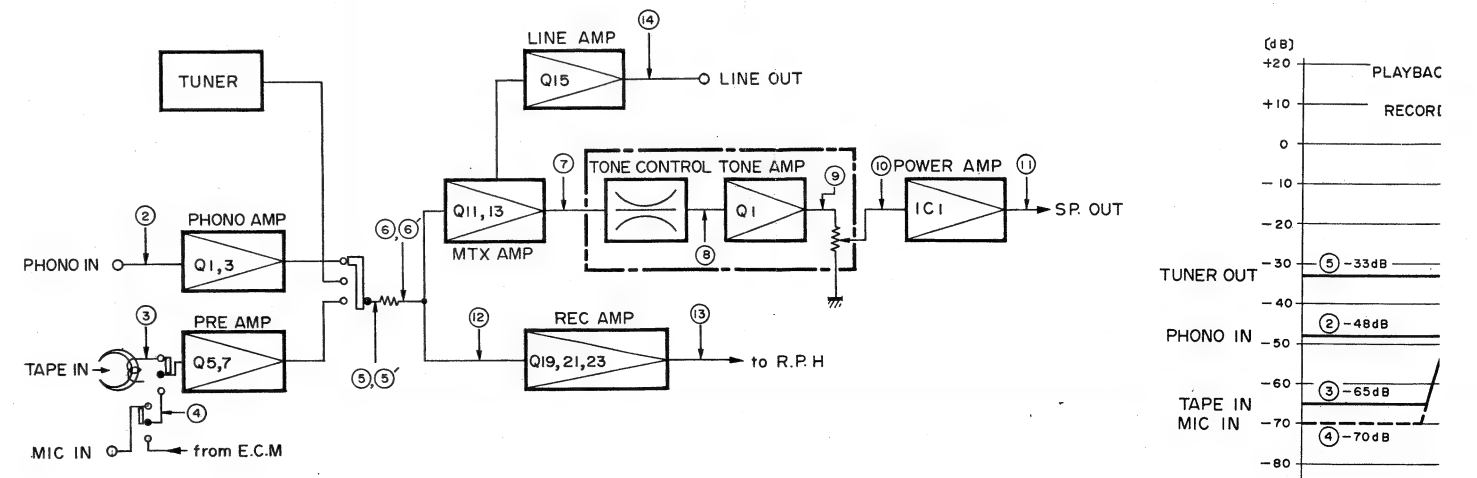 ⑭
LINE AMP
Q15
LINE OUT
TUNER
TONE CONTROL TONE AMP
⑦
⑨
⑩
POWER AMP
⑪
Q11,13
Q1
IC1
SP. OUT
MTX AMP
⑧
②
PHONO AMP
⑥,⑥′
PHONO IN
Q1,3
③
PRE AMP
⑫
REC AMP
⑬
TAPE IN
Q5,7
Q19,21,23
to R.P.H
⑤,⑤′
④
MIC IN
from E.C.M
(dB)
+20
PLAYBAC
+10
RECOR
0
-10
-20
-30
⑤ -33dB
TUNER OUT
-40
② -48dB
PHONO IN
-50
-60
③ -65dB
TAPE IN
MIC IN
-70
④ -70dB
-80